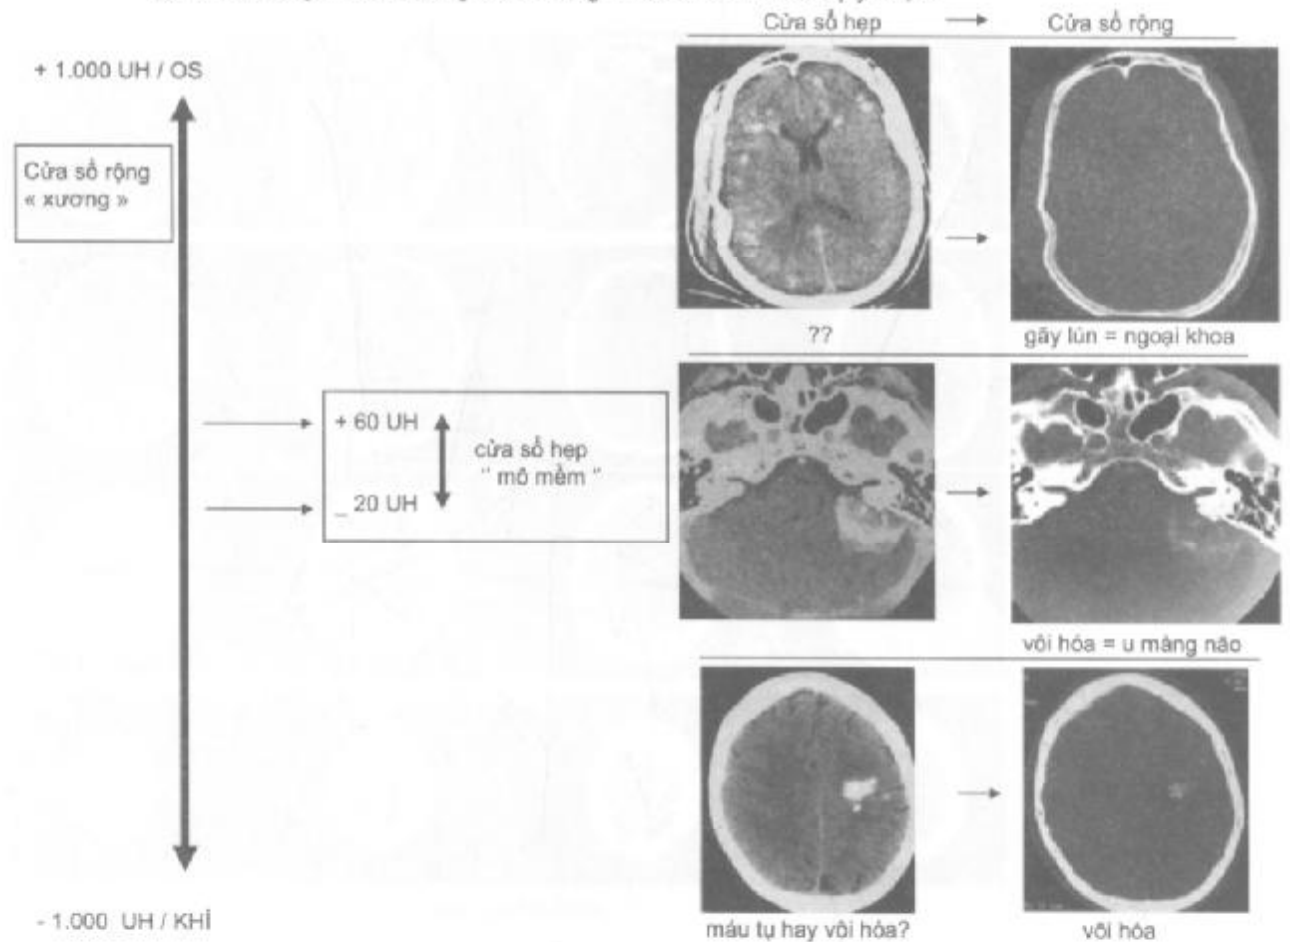 Cửa sổ hẹp
Cửa sổ rộng
+ 1.000 UH / OS
Cửa sổ rộng
« xương »
??
gãy lún = ngoại khoa
+ 60 UH
cửa sổ hẹp
" mô mềm "
_ 20 UH
vôi hóa = u màng não
- 1.000 UH / KHÍ
máu tụ hay vôi hóa?
vôi hóa